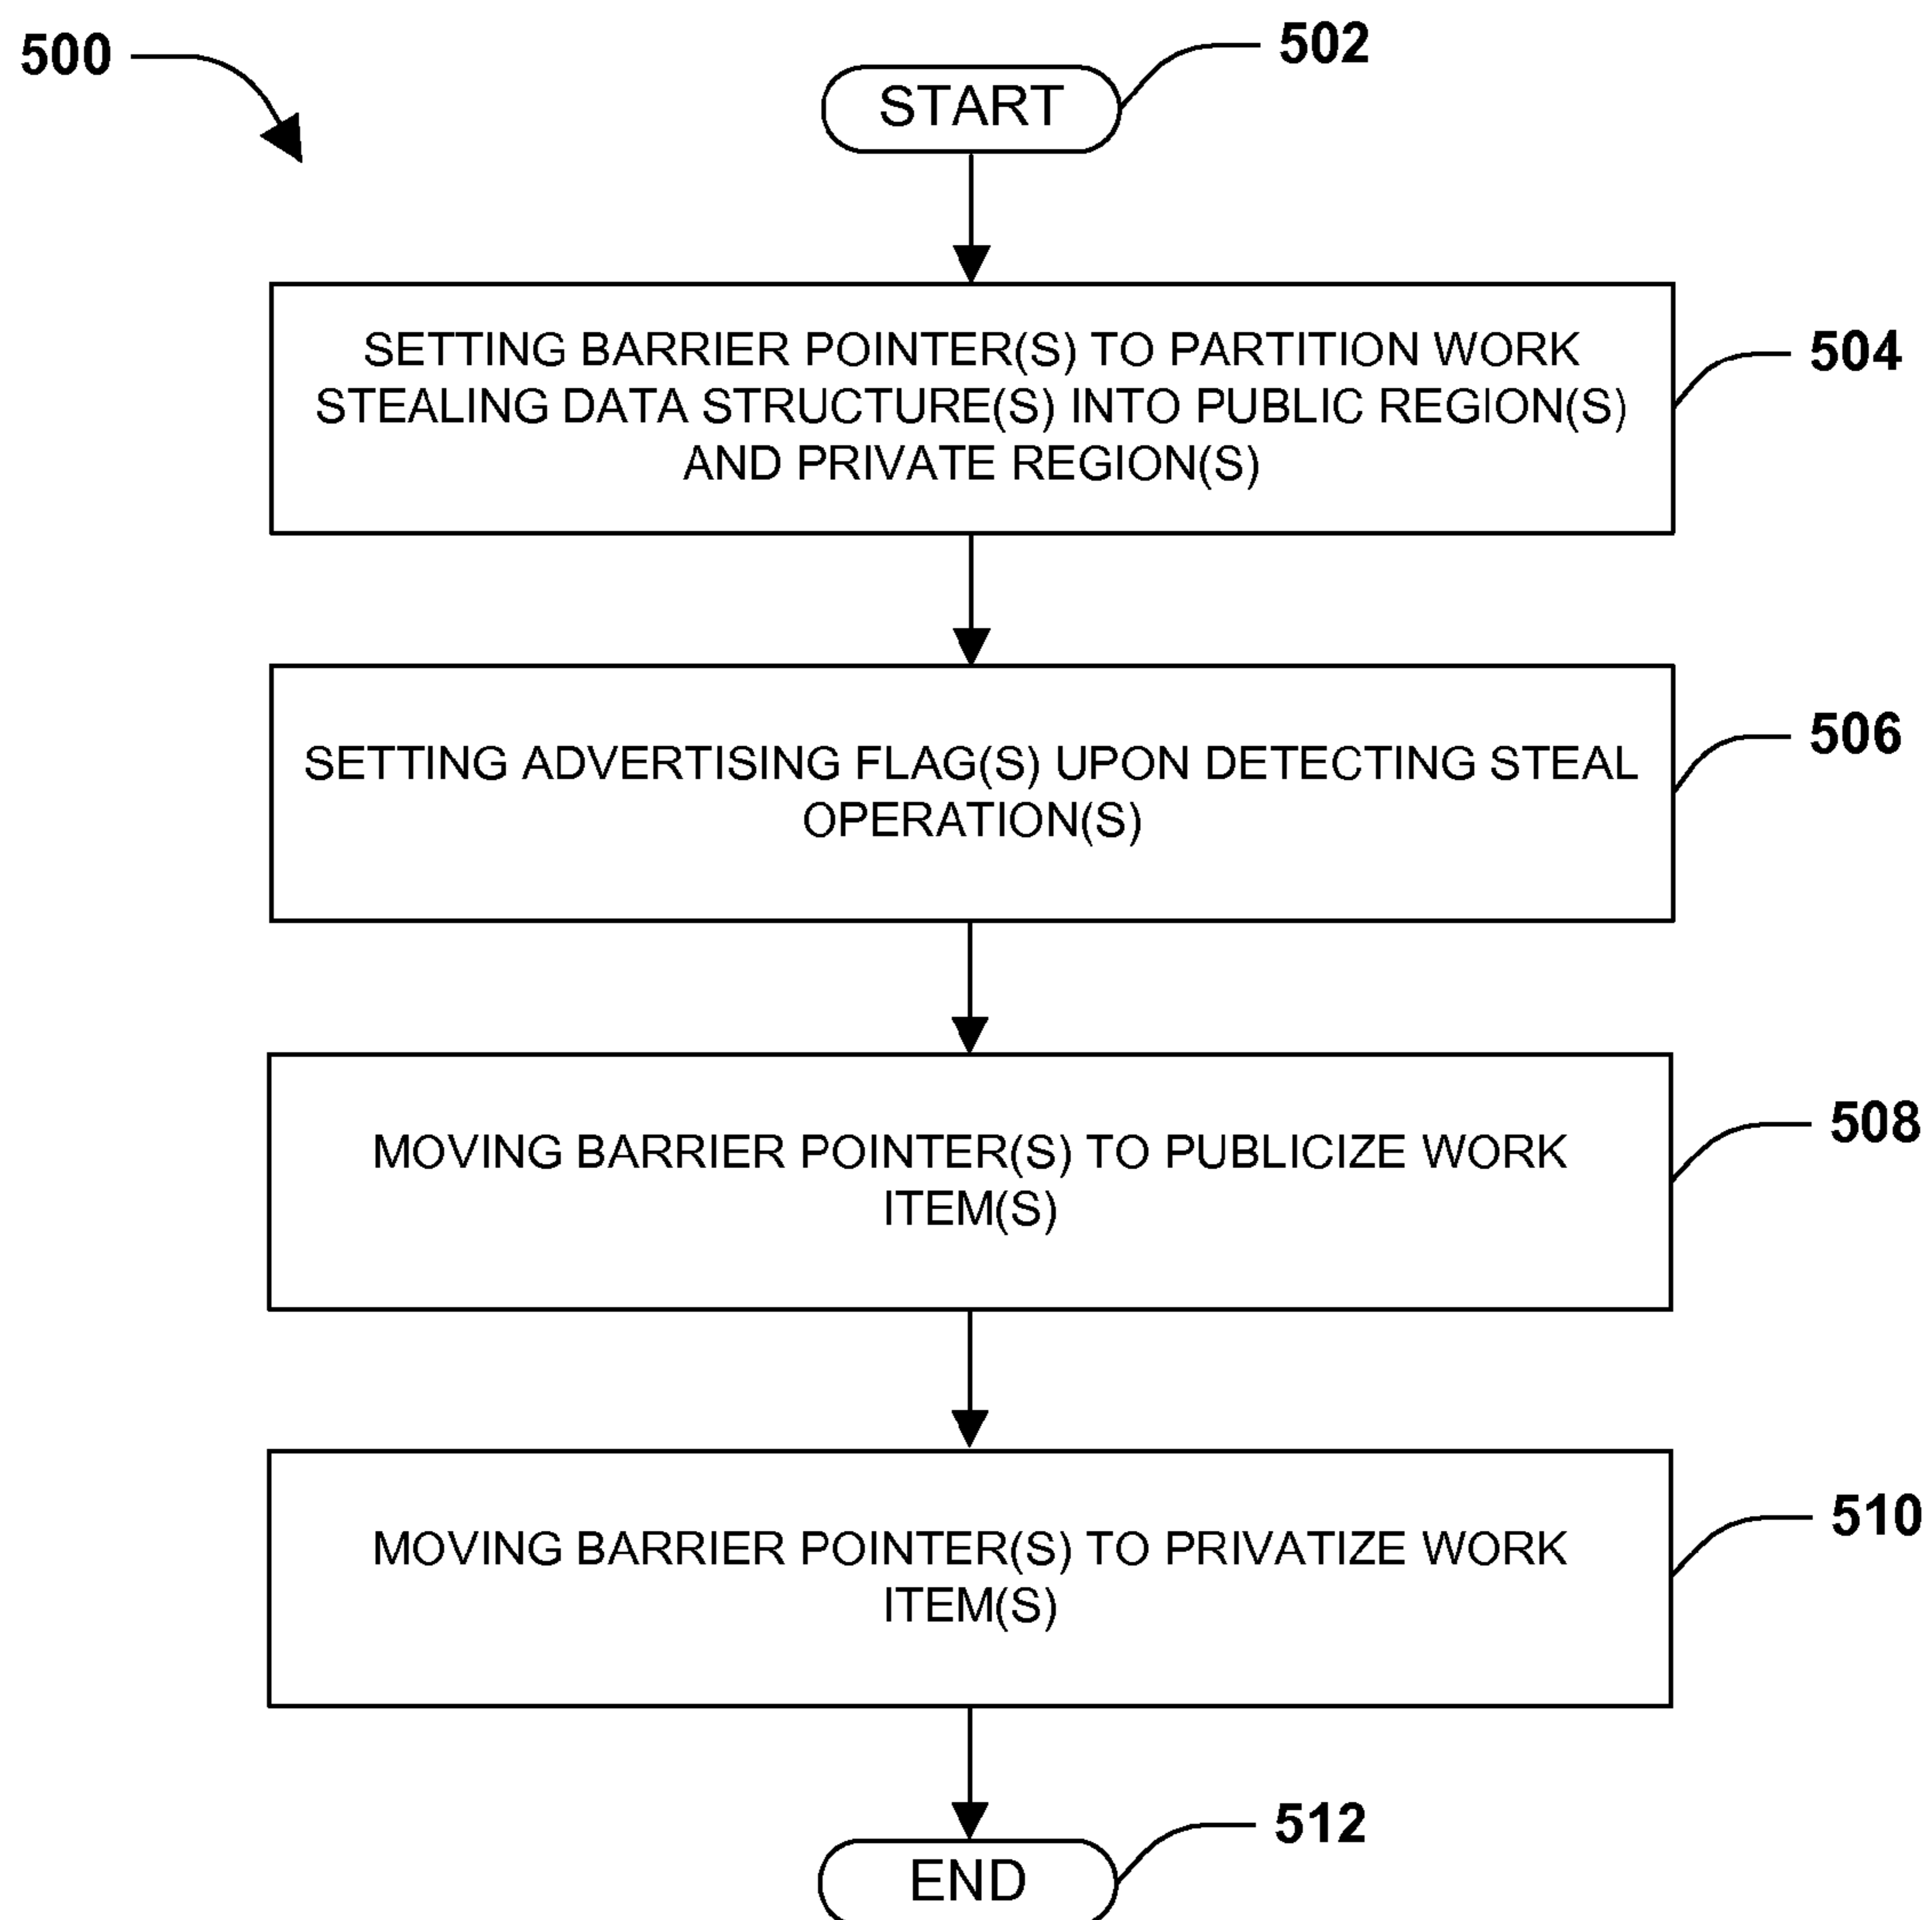 500
START
502
SETTING BARRIER POINTER(S) TO PARTITION WORK
STEALING DATA STRUCTURE(S) INTO PUBLIC REGION(S)
AND PRIVATE REGION(S)
504
SETTING ADVERTISING FLAG(S) UPON DETECTING STEAL
OPERATION(S)
506
MOVING BARRIER POINTER(S) TO PUBLICIZE WORK
ITEM(S)
508
MOVING BARRIER POINTER(S) TO PRIVATIZE WORK
ITEM(S)
510
END
512